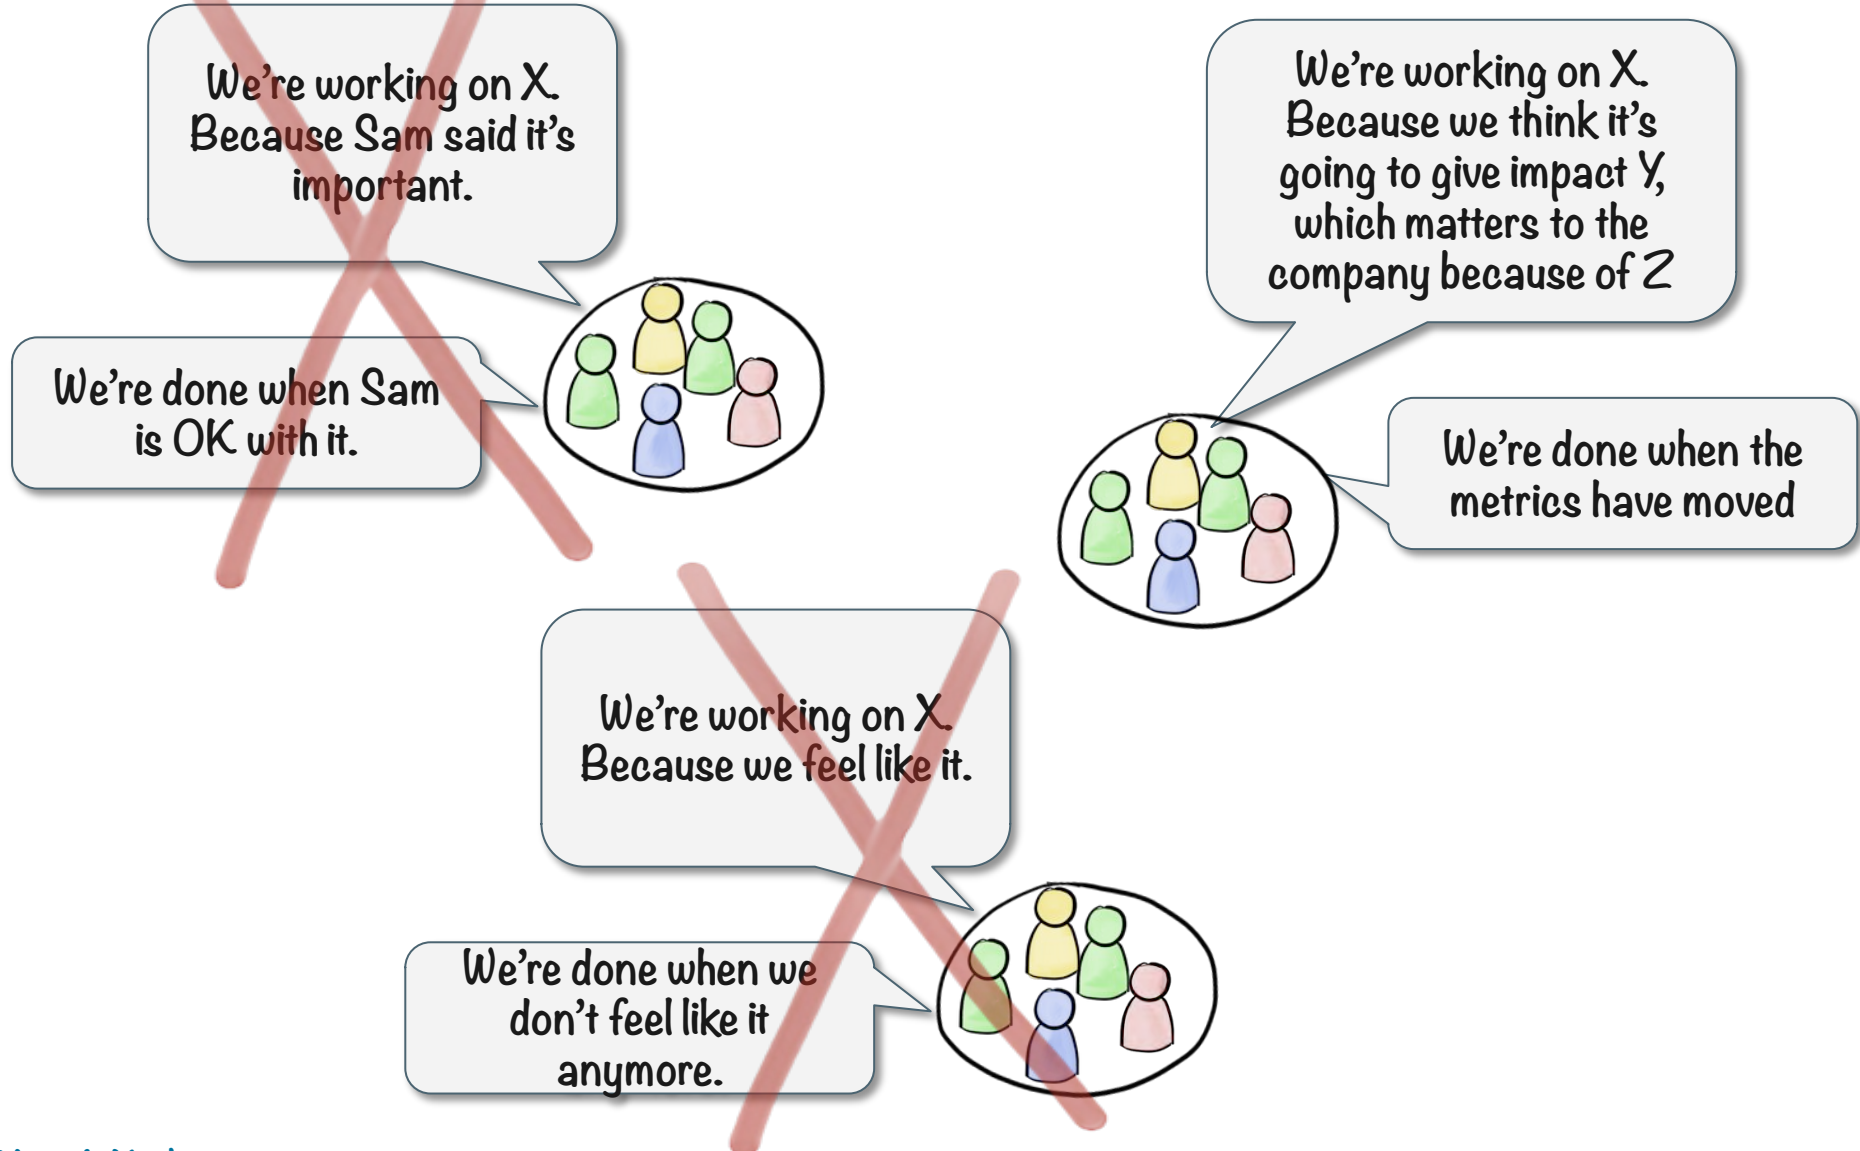 We're working on X.
Because Sam said it's
important.
We're done when Sam
is OK with it.
We're working on X.
Because we think it's
going to give impact Y,
which matters to the
company because of Z
We're done when the
metrics have moved
We're working on X.
Because we feel like it.
We're done when we
don't feel like it
anymore.